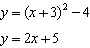 y = (x + 3)² − 4
y = 2x + 5